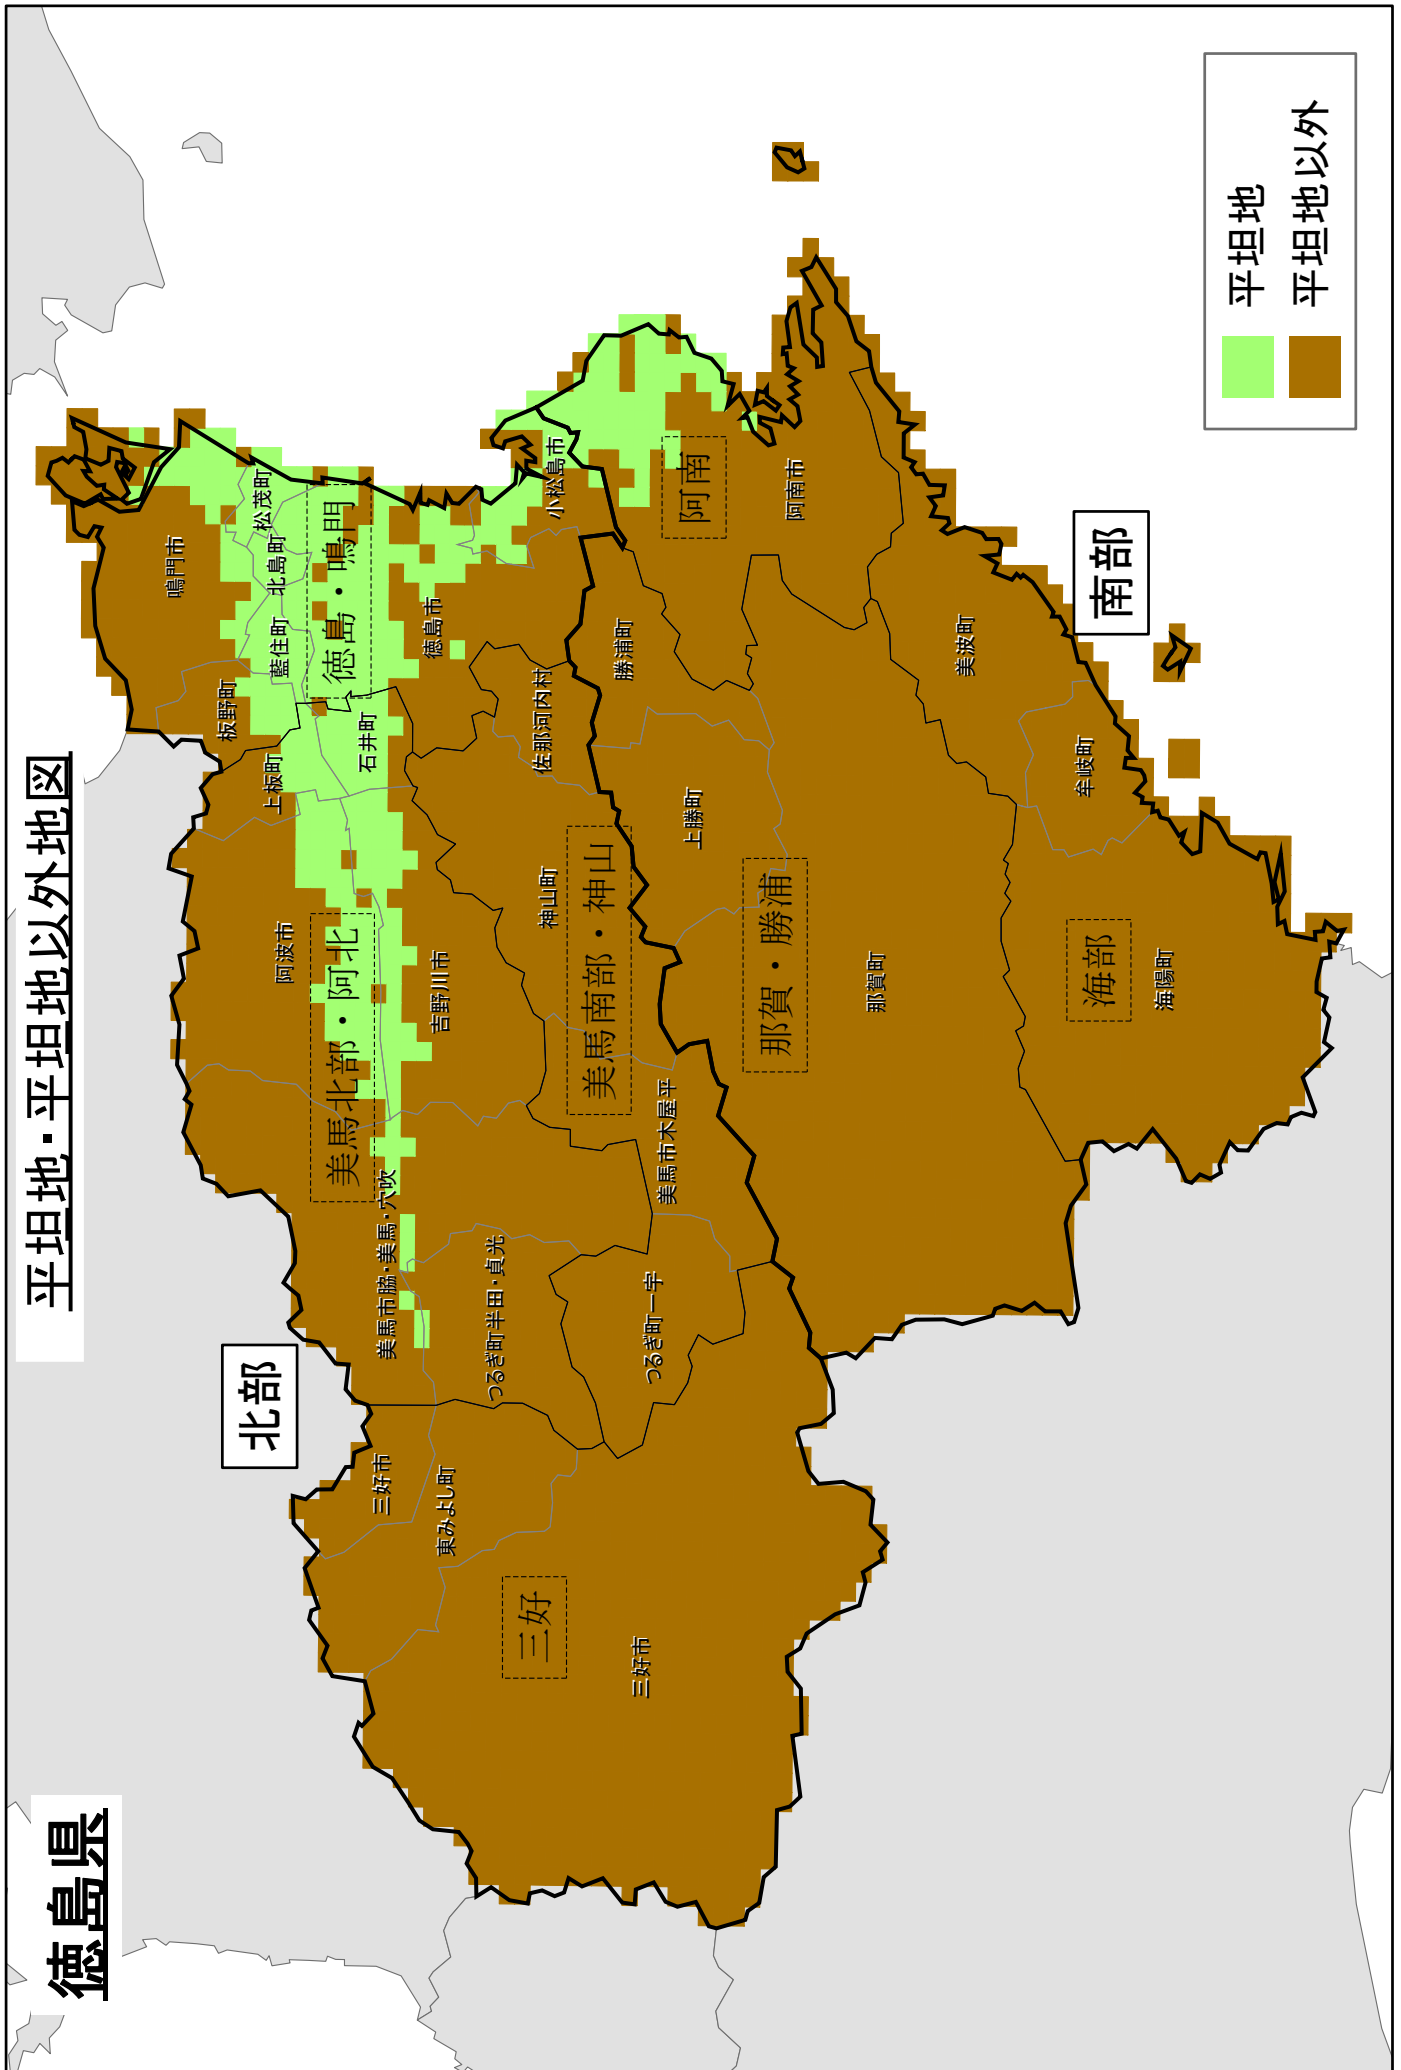 徳島県
平坦地・平坦地以外地図
北部
南部
平坦地
平坦地以外
鳴門市
松茂町
北島町
藍住町
板野町
上板町
徳島・鳴門
徳島市
石井町
小松島市
佐那河内村
勝浦町
阿南
阿南市
阿波市
美馬北部・阿北
吉野川市
神山町
美馬南部・神山
上勝町
那賀・勝浦
那賀町
美波町
牟岐町
海部
海陽町
美馬市脇・美馬・穴吹
美馬市木屋平
つるぎ町半田・貞光
つるぎ町一宇
三好市
東みよし町
三好
三好市